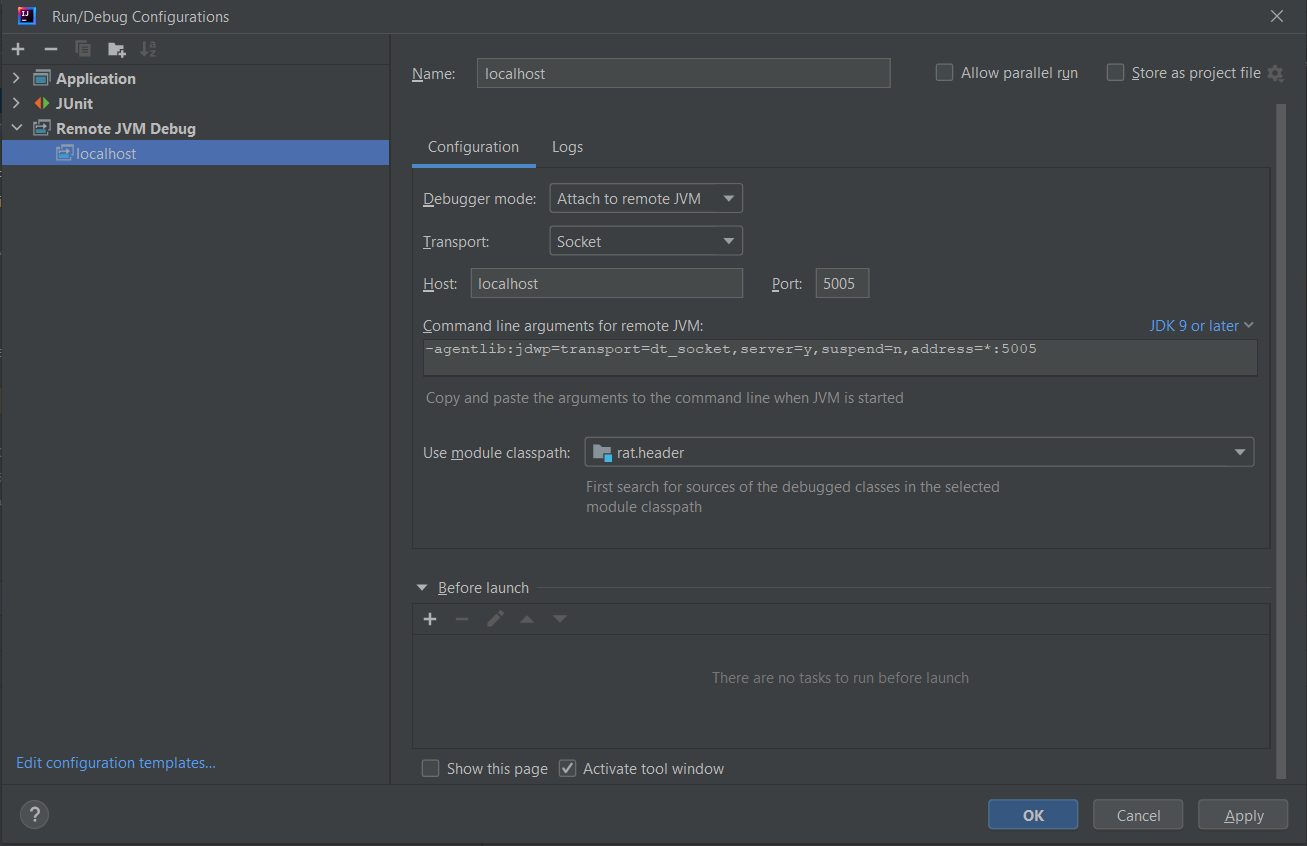 Run/Debug Configurations
Application
JUnit
Remote JVM Debug
localhost
Edit configuration templates...
Name: localhost
Allow parallel run
Store as project file
Configuration Logs
Debugger mode: Attach to remote JVM
Transport: Socket
Host: localhost Port: 5005
Command line arguments for remote JVM: JDK 9 or later
-agentlib:jdwp=transport=dt_socket,server=y,suspend=n,address=*:5005
Copy and paste the arguments to the command line when JVM is started
Use module classpath: rat.header
First search for sources of the debugged classes in the selected
module classpath
Before launch
There are no tasks to run before launch
Show this page Activate tool window
? OK Cancel Apply